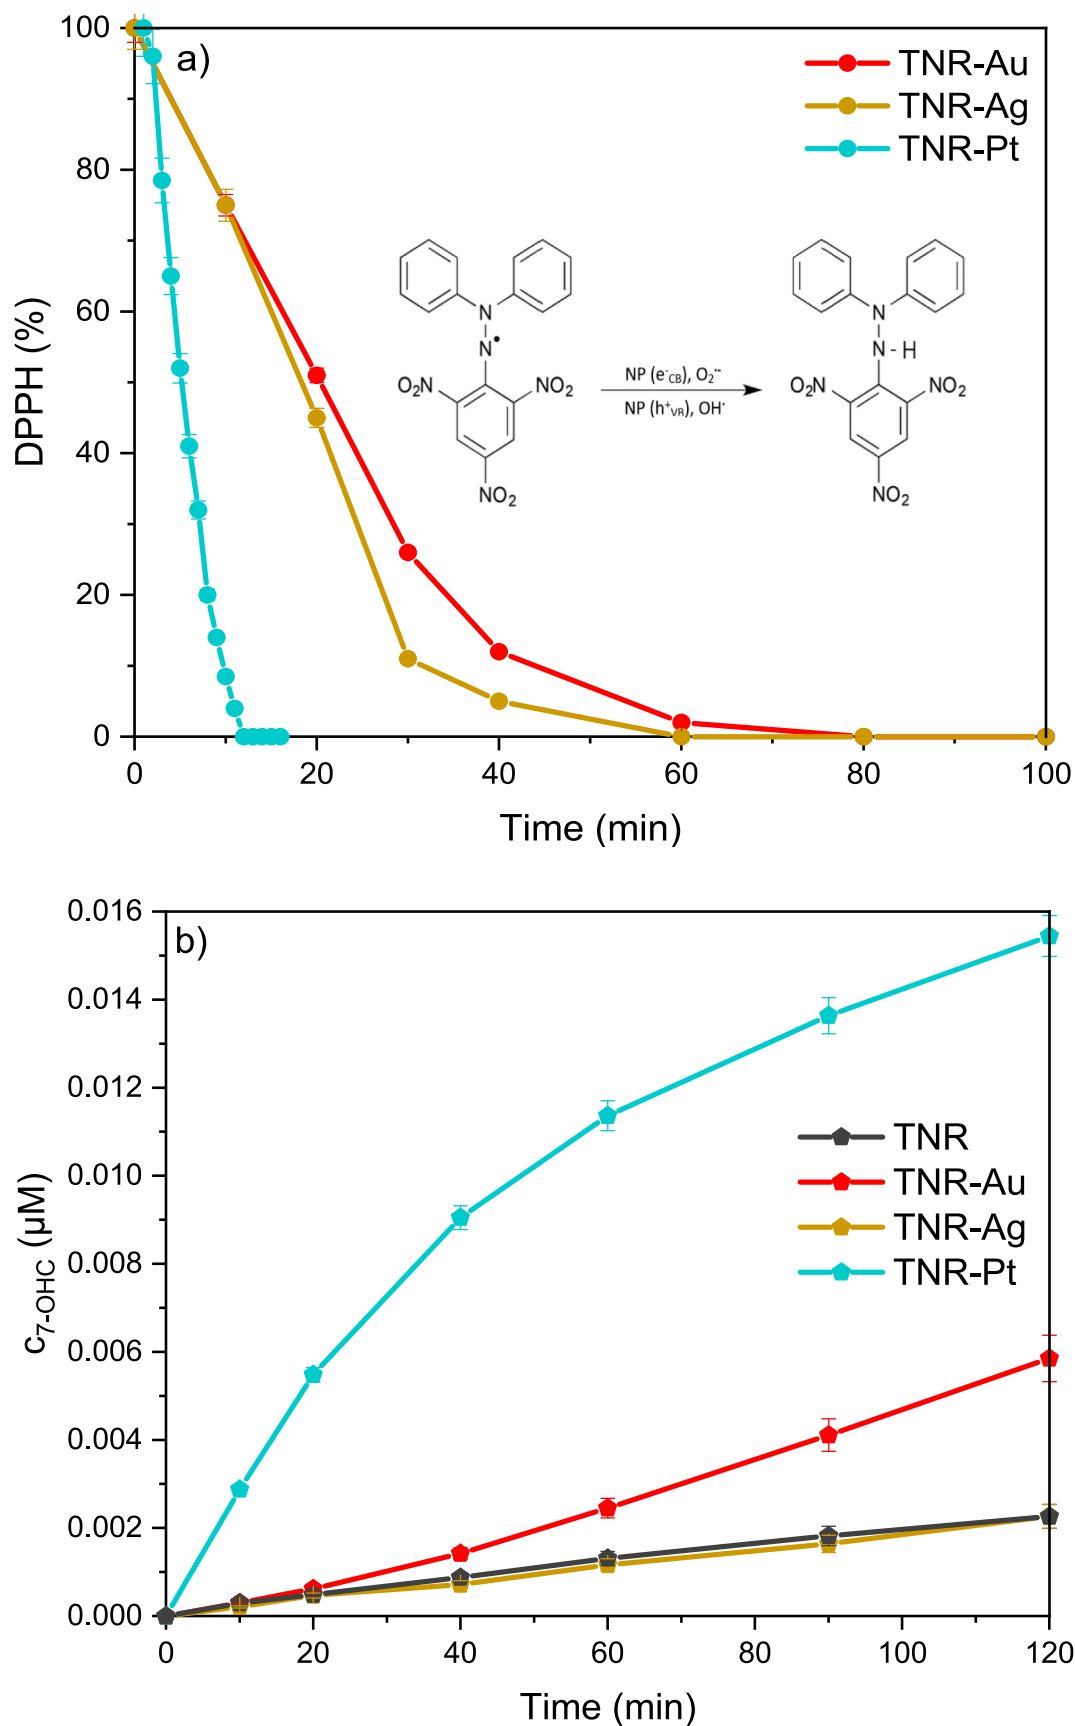 a)
TNR-Au
TNR-Ag
TNR-Pt
DPPH (%)
100
80
60
40
20
0
N
N•
O₂N
NO₂
NO₂
NP (e⁻CB), O₂•⁻
NP (h⁺VB), OH•
N
N-H
O₂N
NO₂
NO₂
0 20 40 60 80 100
Time (min)
b)
c7-OHC (µM)
0.016
0.014
0.012
0.010
0.008
0.006
0.004
0.002
0.000
TNR
TNR-Au
TNR-Ag
TNR-Pt
0 20 40 60 80 100 120
Time (min)